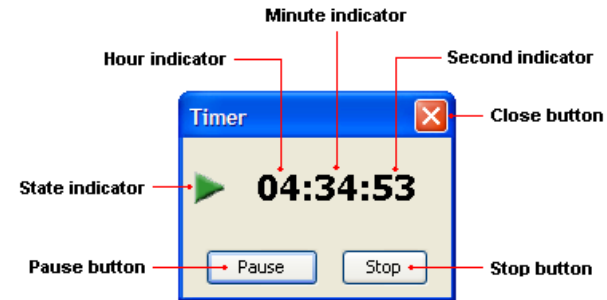 Minute indicator
Hour indicator
Second indicator
Timer
Close button
State indicator
04:34:53
Pause button
Pause
Stop
Stop button